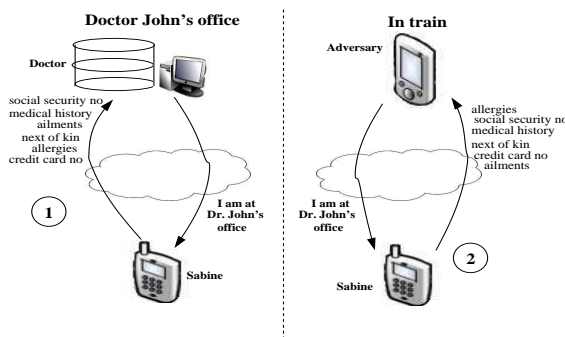 Doctor John's office
Doctor
social security no
medical history
ailments
next of kin
allergies
credit card no
1
I am at
Dr. John's
office
Sabine
In train
Adversary
allergies
social security no
medical history
next of kin
credit card no
ailments
I am at
Dr. John's
office
2
Sabine